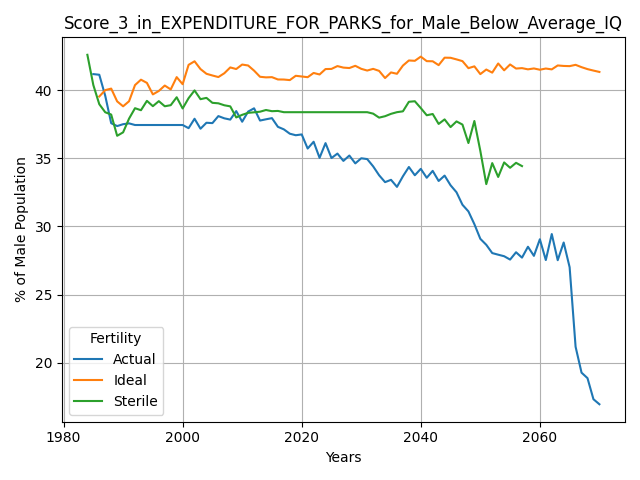 Score_3_in_EXPENDITURE_FOR_PARKS_for_Male_Below_Average_IQ
% of Male Population
40
35
30
25
20
Fertility
Actual
Ideal
Sterile
1980
2000
2020
2040
2060
Years